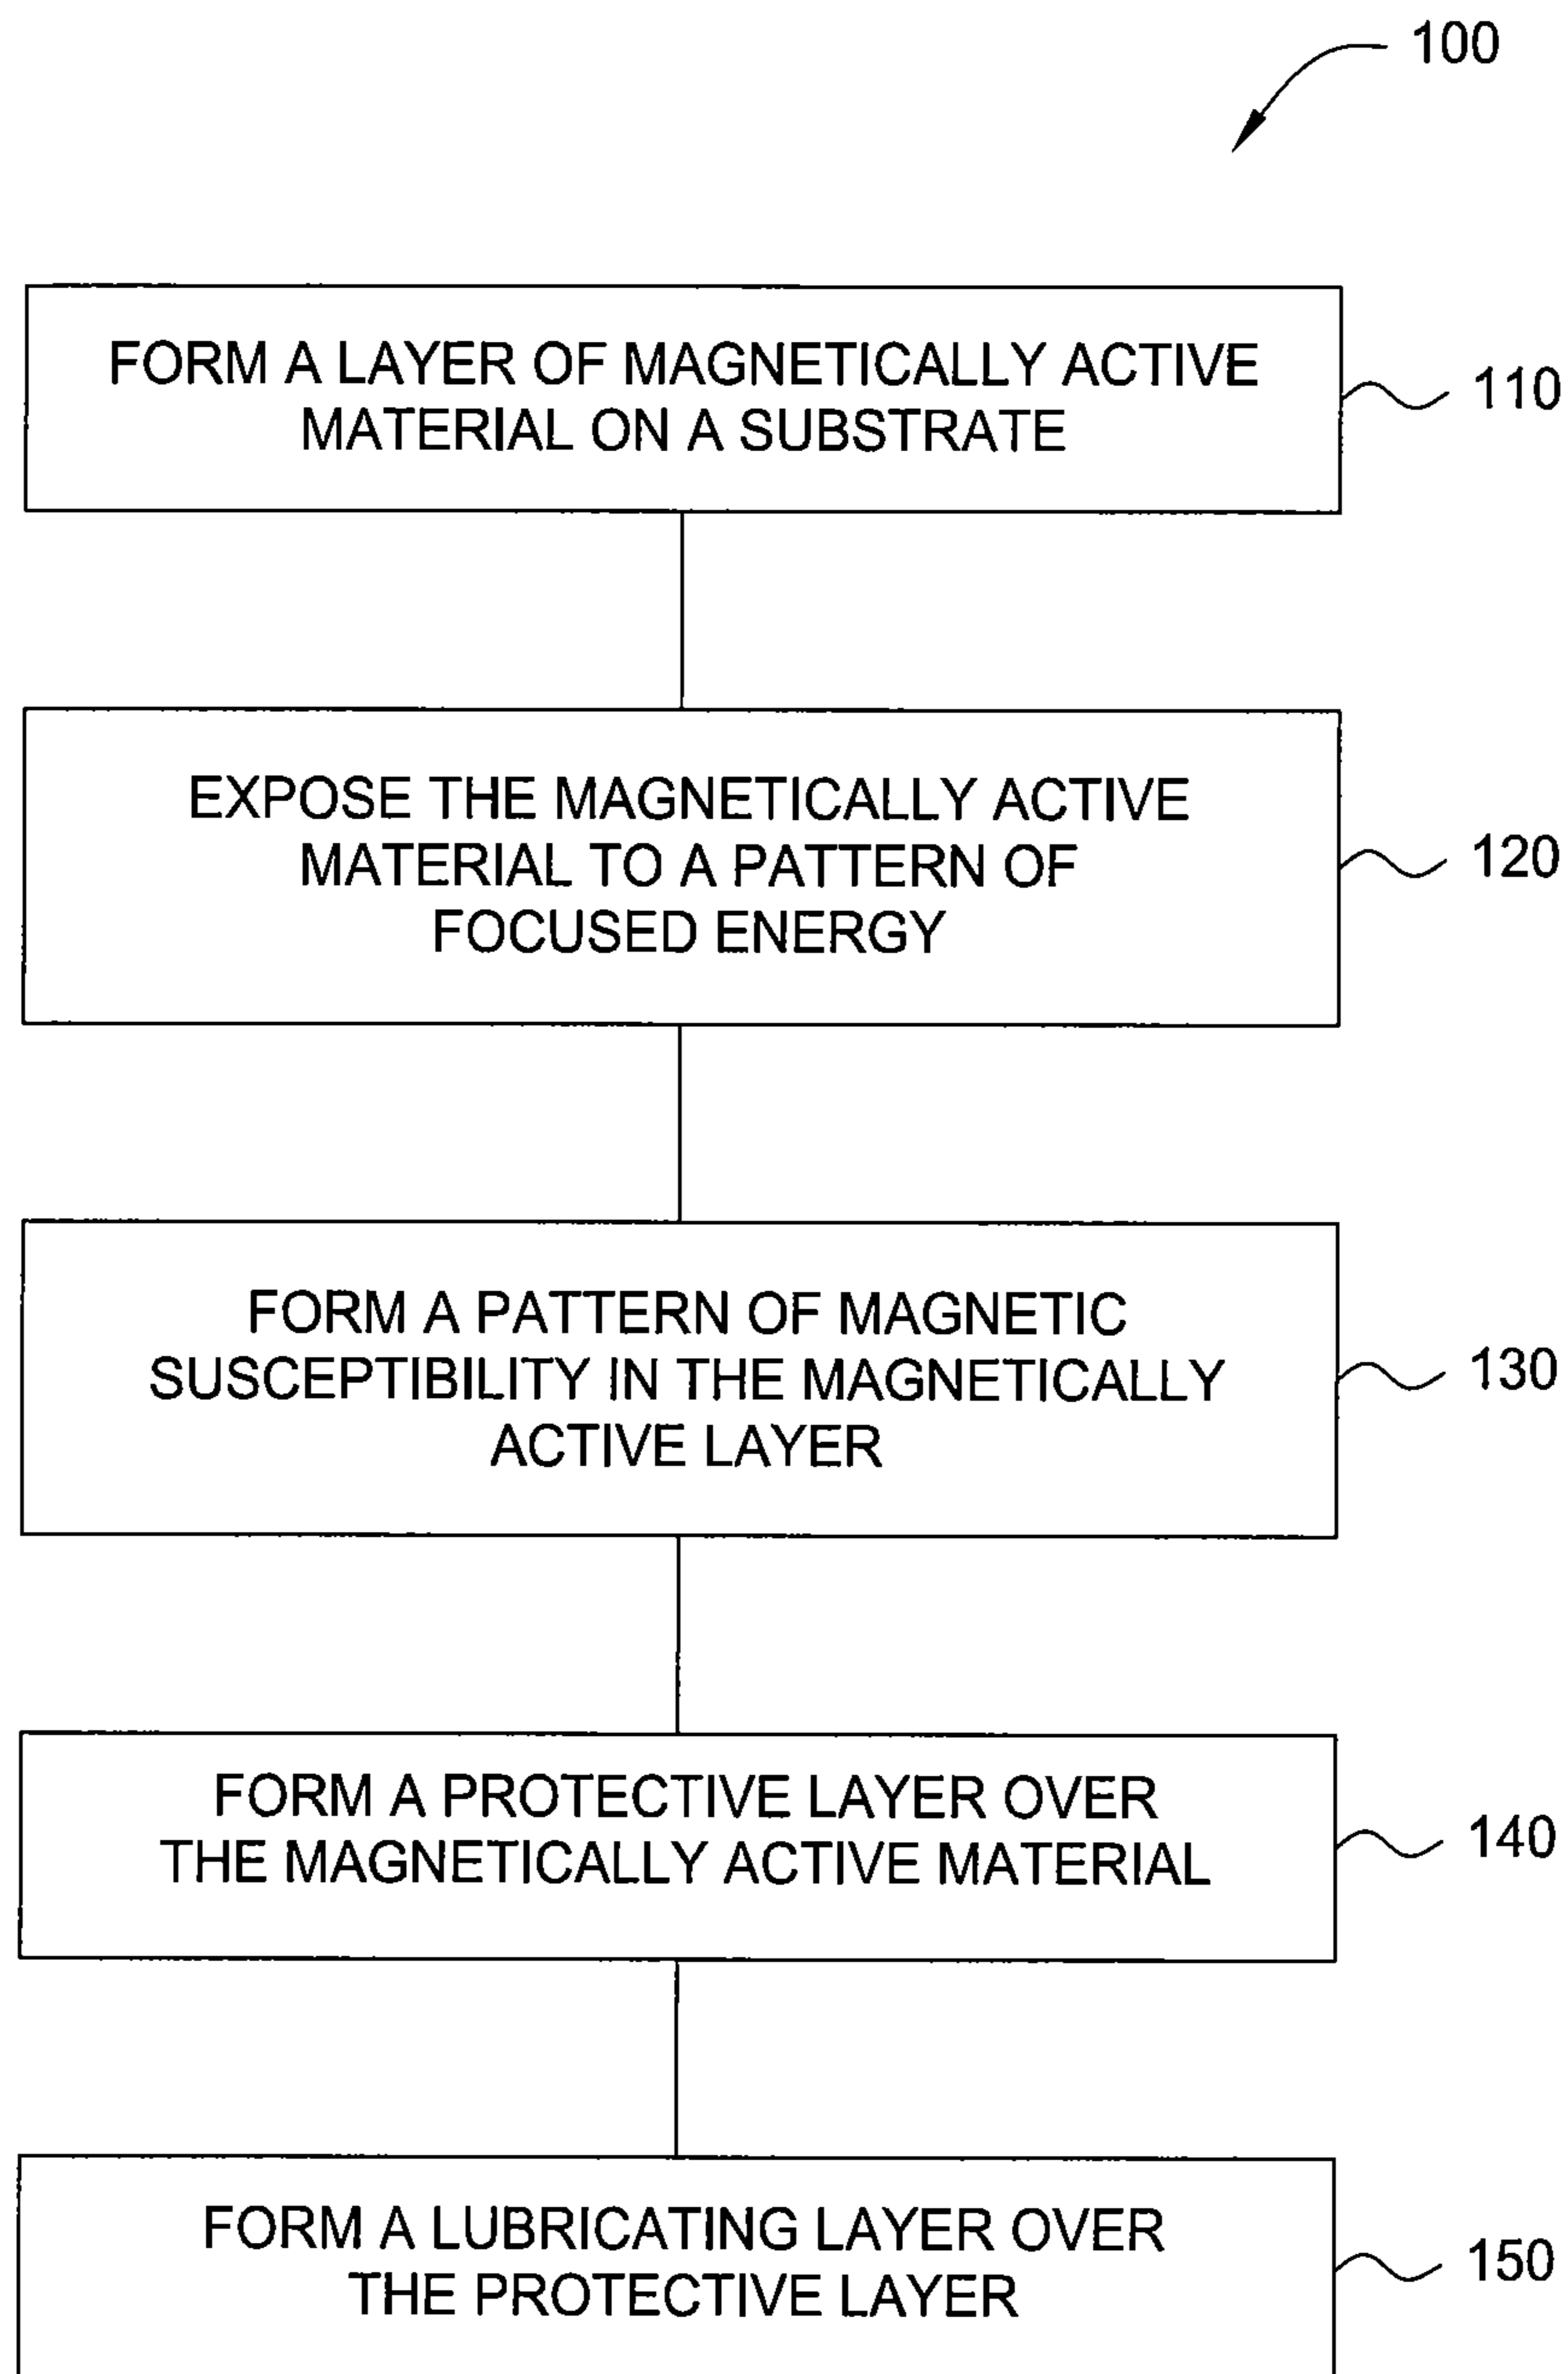 100
FORM A LAYER OF MAGNETICALLY ACTIVE
MATERIAL ON A SUBSTRATE
110
EXPOSE THE MAGNETICALLY ACTIVE
MATERIAL TO A PATTERN OF
FOCUSED ENERGY
120
FORM A PATTERN OF MAGNETIC
SUSCEPTIBILITY IN THE MAGNETICALLY
ACTIVE LAYER
130
FORM A PROTECTIVE LAYER OVER
THE MAGNETICALLY ACTIVE MATERIAL
140
FORM A LUBRICATING LAYER OVER
THE PROTECTIVE LAYER
150